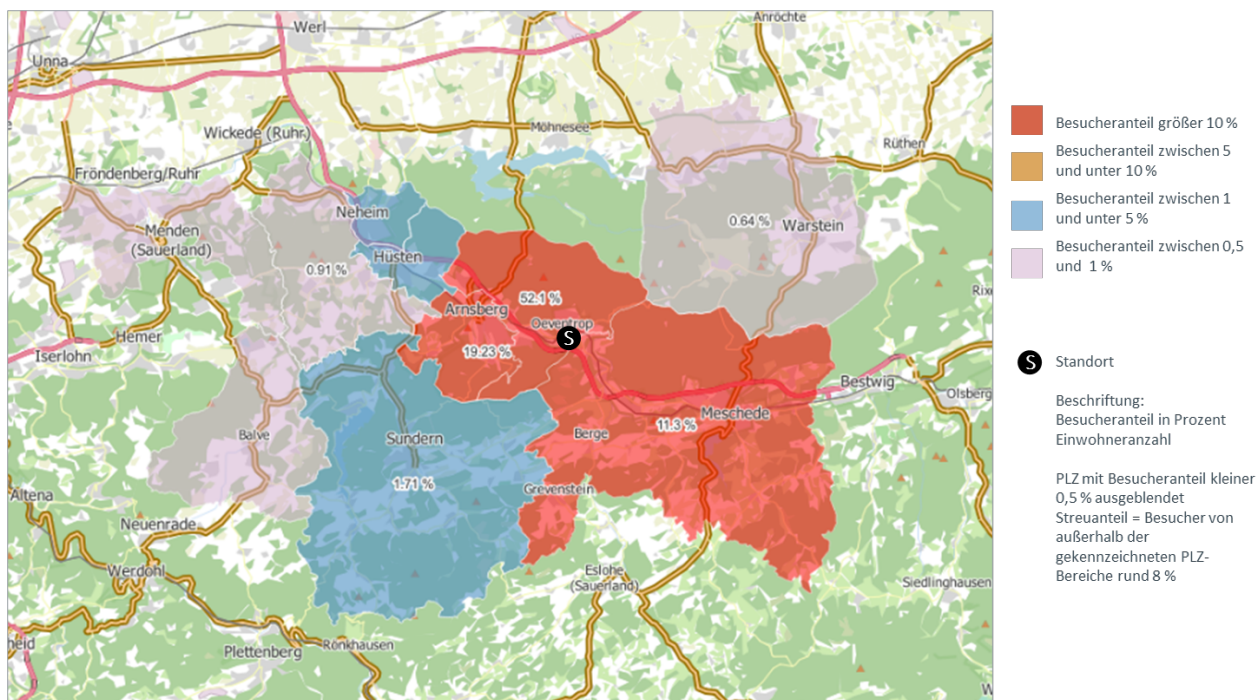 Anröchte
Werl
Unna
Möhnesee
Wickede (Ruhr)
Rüthen
Fröndenberg/Ruhr
Neheim
Menden
(Sauerland)
0.64 %
Warstein
Hüsten
0.91 %
Rixe
52.1 %
Arnsberg
Oeventrop
S
Hemer
19.23 %
Iserlohn
Bestwig
Olsberg
Meschede
11.3 %
Berge
Balve
Sundern
1.71 %
Grevenstein
Altena
Neuenrade
Werdohl
Eslohe
(Sauerland)
Siedlinghausen
heid
Rönkhausen
Plettenberg
W
Besucheranteil größer 10 %
Besucheranteil zwischen 5
und unter 10 %
Besucheranteil zwischen 1
und unter 5 %
Besucheranteil zwischen 0,5
und 1 %
S Standort
Beschriftung:
Besucheranteil in Prozent
Einwohneranzahl
PLZ mit Besucheranteil kleiner
0,5 % ausgeblendet
Streuanteil = Besucher von
außerhalb der
gekennzeichneten PLZ-
Bereiche rund 8 %